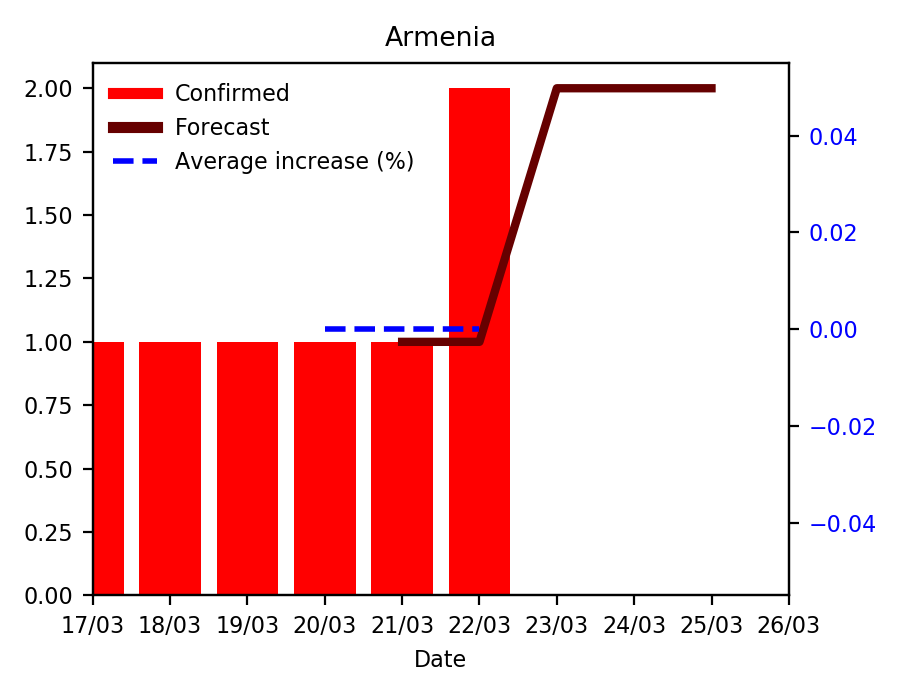 Armenia
Confirmed
Forecast
Average increase (%)
2.00
1.75
1.50
1.25
1.00
0.75
0.50
0.25
0.00
0.04
0.02
0.00
−0.02
−0.04
17/03 18/03 19/03 20/03 21/03 22/03 23/03 24/03 25/03 26/03
Date